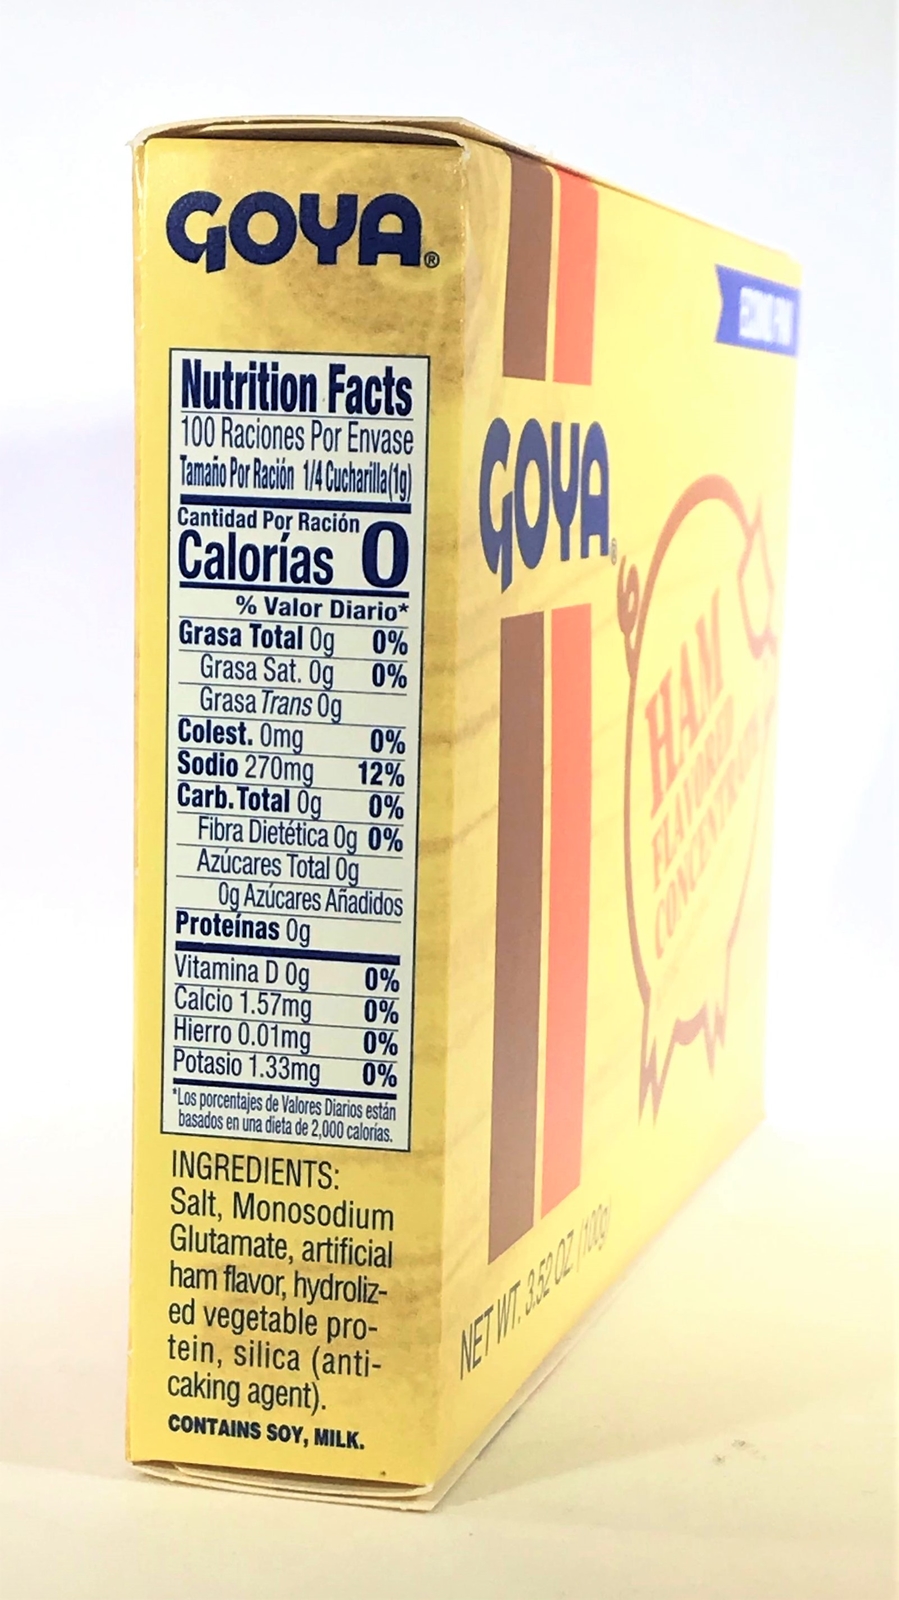 GOYA®
Nutrition Facts
100 Raciones Por Envase
Tamaño Por Ración 1/4 Cucharilla(1g)
Cantidad Por Ración
Calorías 0
% Valor Diario*
Grasa Total 0g 0%
Grasa Sat. 0g 0%
Grasa Trans 0g
Colest. 0mg 0%
Sodio 270mg 12%
Carb. Total 0g 0%
Fibra Dietética 0g 0%
Azúcares Total 0g
0g Azúcares Añadidos
Proteínas 0g
Vitamina D 0g 0%
Calcio 1.57mg 0%
Hierro 0.01mg 0%
Potasio 1.33mg 0%
*Los porcentajes de Valores Diarios están
basados en una dieta de 2,000 calorías.
INGREDIENTS:
Salt, Monosodium
Glutamate, artificial
ham flavor, hydroliz-
ed vegetable pro-
tein, silica (anti-
caking agent).
CONTAINS SOY, MILK.
GOYA®
HAM
FLAVORED
CONCENTRATE
NET WT. 3.52 OZ (100g)